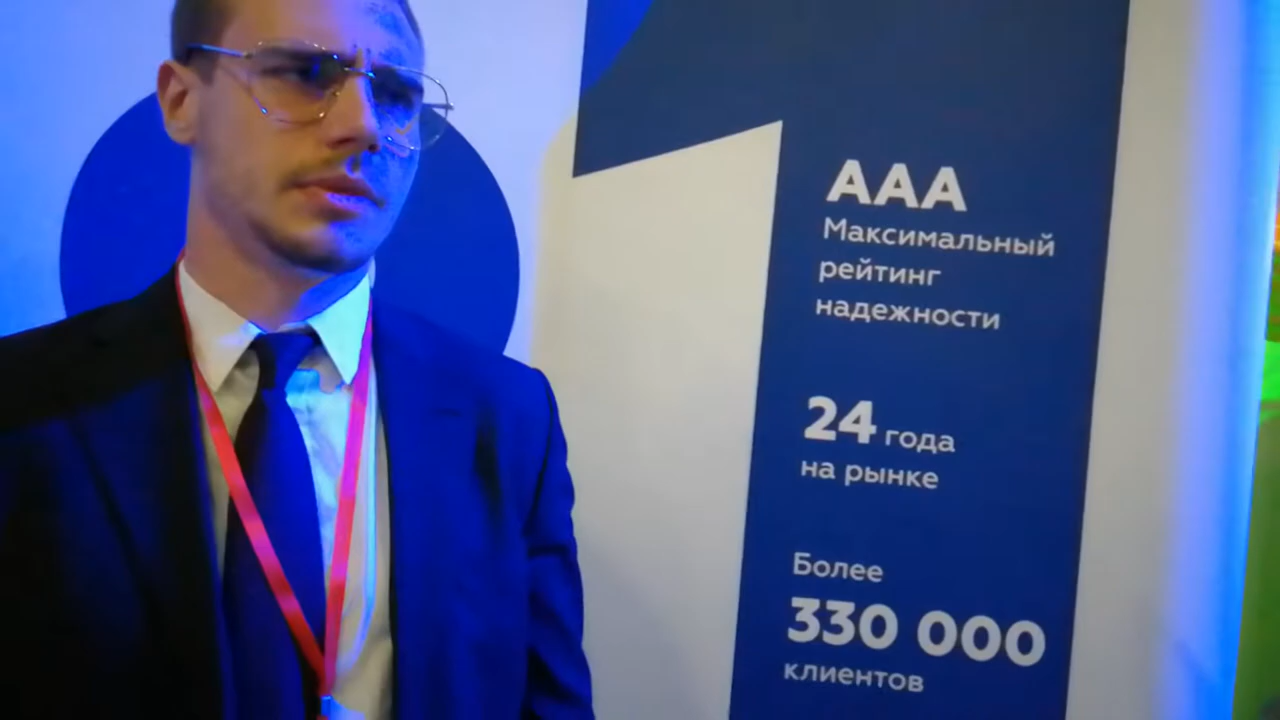 ААА
Максимальный
рейтинг
надежности
24 года
на рынке
Более
330 000
клиентов